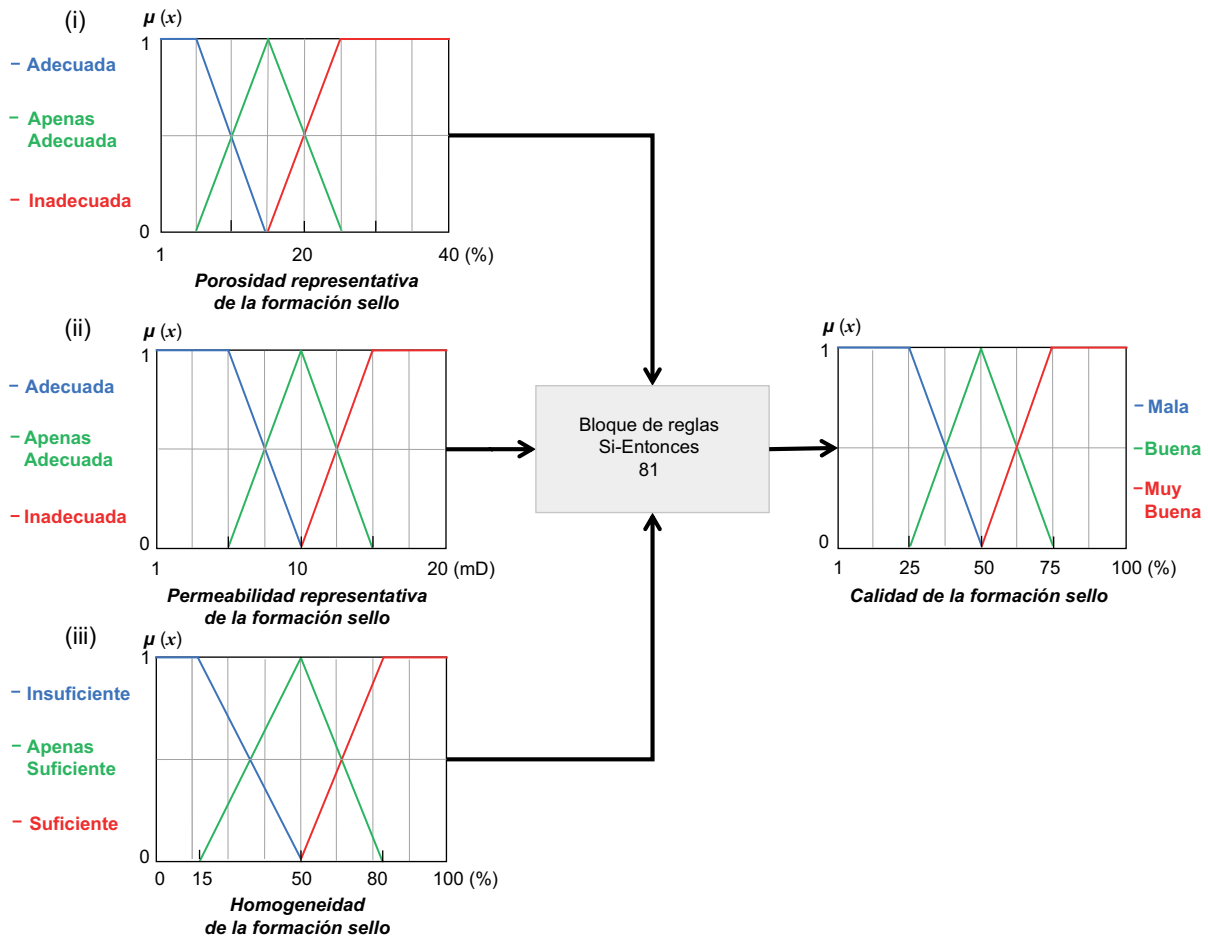 (i)
μ (x)
1
0
– Adecuada
– Apenas
Adecuada
– Inadecuada
1 20 40 (%)
Porosidad representativa
de la formación sello
(ii)
μ (x)
1
0
– Adecuada
– Apenas
Adecuada
– Inadecuada
1 10 20 (mD)
Permeabilidad representativa
de la formación sello
(iii)
μ (x)
1
0
– Insuficiente
– Apenas
Suficiente
– Suficiente
0 15 50 80 100 (%)
Homogeneidad
de la formación sello
Bloque de reglas
Si-Entonces
81
μ (x)
1
0
– Mala
– Buena
– Muy
Buena
1 25 50 75 100 (%)
Calidad de la formación sello